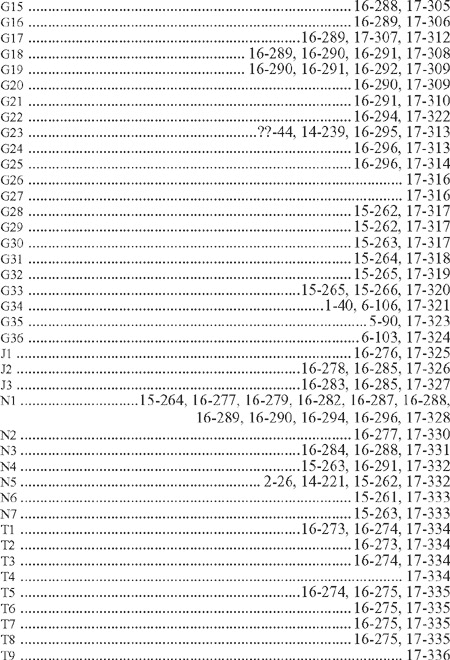 G15 ... 16-288, 17-305
G16 ... 16-289, 17-306
G17 ... 16-289, 17-307, 17-312
G18 ... 16-289, 16-290, 16-291, 17-308
G19 ... 16-290, 16-291, 16-292, 17-309
G20 ... 16-290, 17-309
G21 ... 16-291, 17-310
G22 ... 16-294, 17-322
G23 ... ??-44, 14-239, 16-295, 17-313
G24 ... 16-296, 17-313
G25 ... 16-296, 17-314
G26 ... 17-316
G27 ... 17-316
G28 ... 15-262, 17-317
G29 ... 15-262, 17-317
G30 ... 15-263, 17-317
G31 ... 15-264, 17-318
G32 ... 15-265, 17-319
G33 ... 15-265, 15-266, 17-320
G34 ... 1-40, 6-106, 17-321
G35 ... 5-90, 17-323
G36 ... 6-103, 17-324
J1 ... 16-276, 17-325
J2 ... 16-278, 16-285, 17-326
J3 ... 16-283, 16-285, 17-327
N1 ... 15-264, 16-277, 16-279, 16-282, 16-287, 16-288,
16-289, 16-290, 16-294, 16-296, 17-328
N2 ... 16-277, 17-330
N3 ... 16-284, 16-288, 17-331
N4 ... 15-263, 16-291, 17-332
N5 ... 2-26, 14-221, 15-262, 17-332
N6 ... 15-261, 17-333
N7 ... 15-263, 17-333
T1 ... 16-273, 16-274, 17-334
T2 ... 16-273, 17-334
T3 ... 16-274, 17-334
T4 ... 17-334
T5 ... 16-274, 16-275, 17-335
T6 ... 16-275, 17-335
T7 ... 16-275, 17-335
T8 ... 16-275, 17-335
T9 ... 17-336